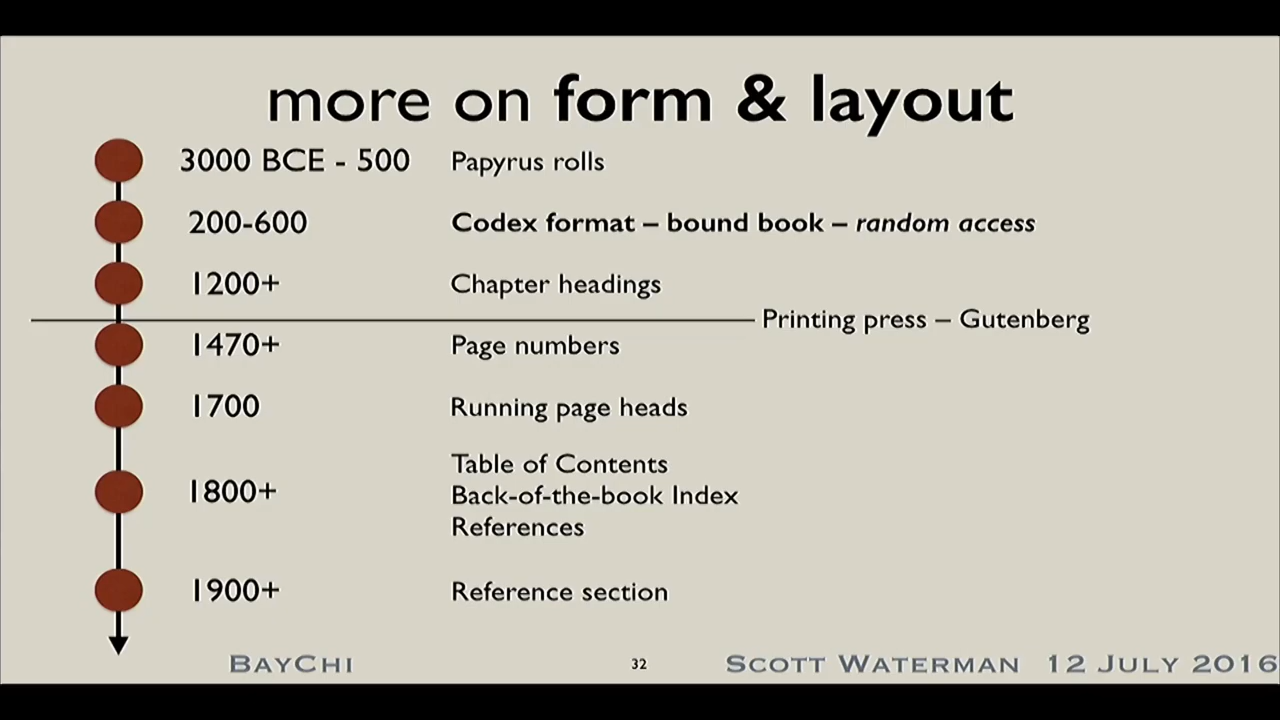 more on form & layout
3000 BCE - 500 Papyrus rolls
200-600 Codex format – bound book – random access
1200+ Chapter headings
Printing press – Gutenberg
1470+ Page numbers
1700 Running page heads
1800+ Table of Contents
Back-of-the-book Index
References
1900+ Reference section
BAYCHI 32 SCOTT WATERMAN 12 JULY 2016